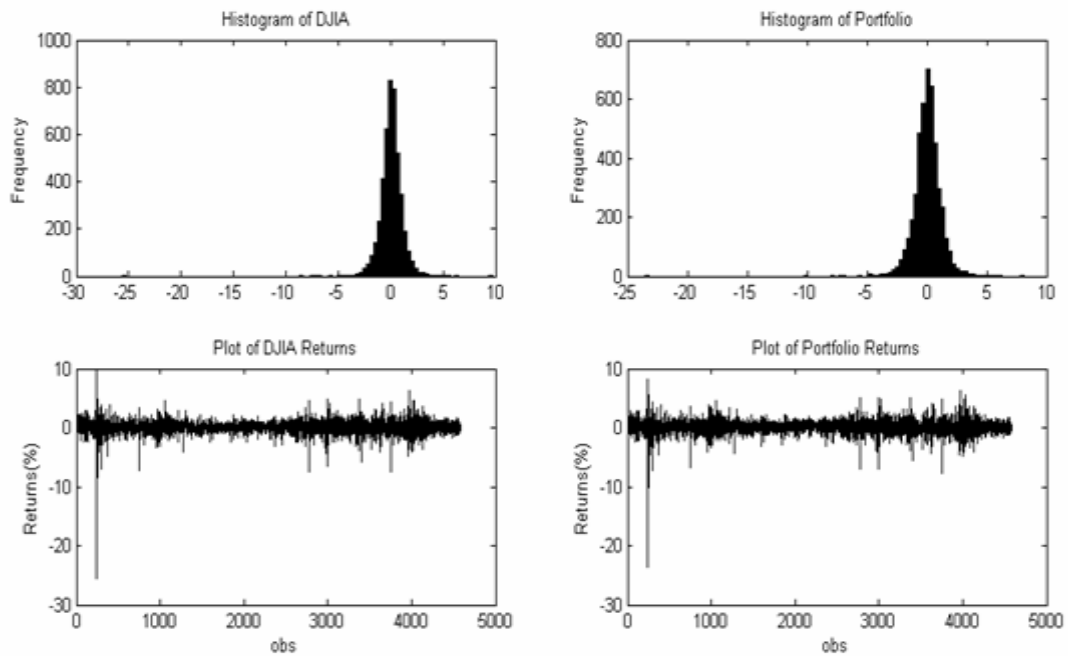 Histogram of DJIA
1000
800
600
400
200
0
Frequency
-30 -25 -20 -15 -10 -5 0 5 10
Histogram of Portfolio
800
600
400
200
0
Frequency
-25 -20 -15 -10 -5 0 5 10
Plot of DJIA Returns
10
0
-10
-20
-30
Returns(%)
0 1000 2000 3000 4000 5000
obs
Plot of Portfolio Returns
10
0
-10
-20
-30
Returns(%)
0 1000 2000 3000 4000 5000
obs